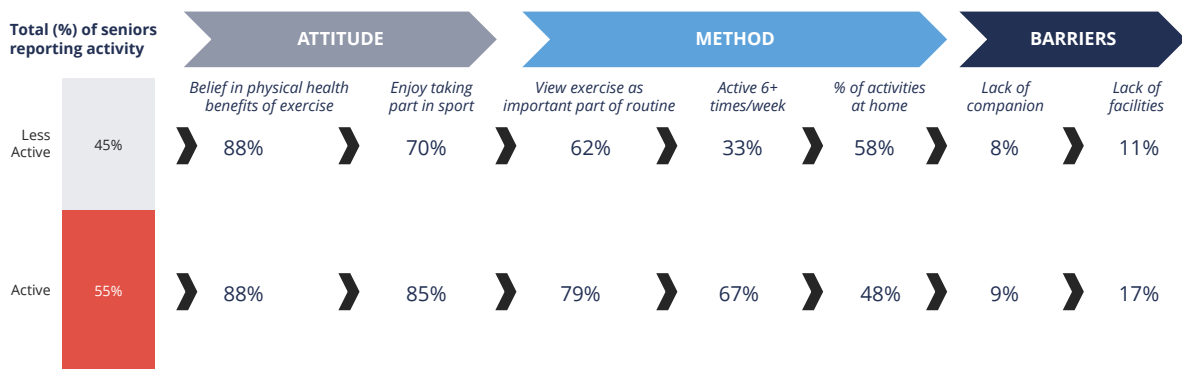 Total (%) of seniors
reporting activity
ATTITUDE
METHOD
BARRIERS
Belief in physical health
benefits of exercise
Enjoy taking
part in sport
View exercise as
important part of routine
Active 6+
times/week
% of activities
at home
Lack of
companion
Lack of
facilities
Less
Active
45%
88%
70%
62%
33%
58%
8%
11%
Active
55%
88%
85%
79%
67%
48%
9%
17%